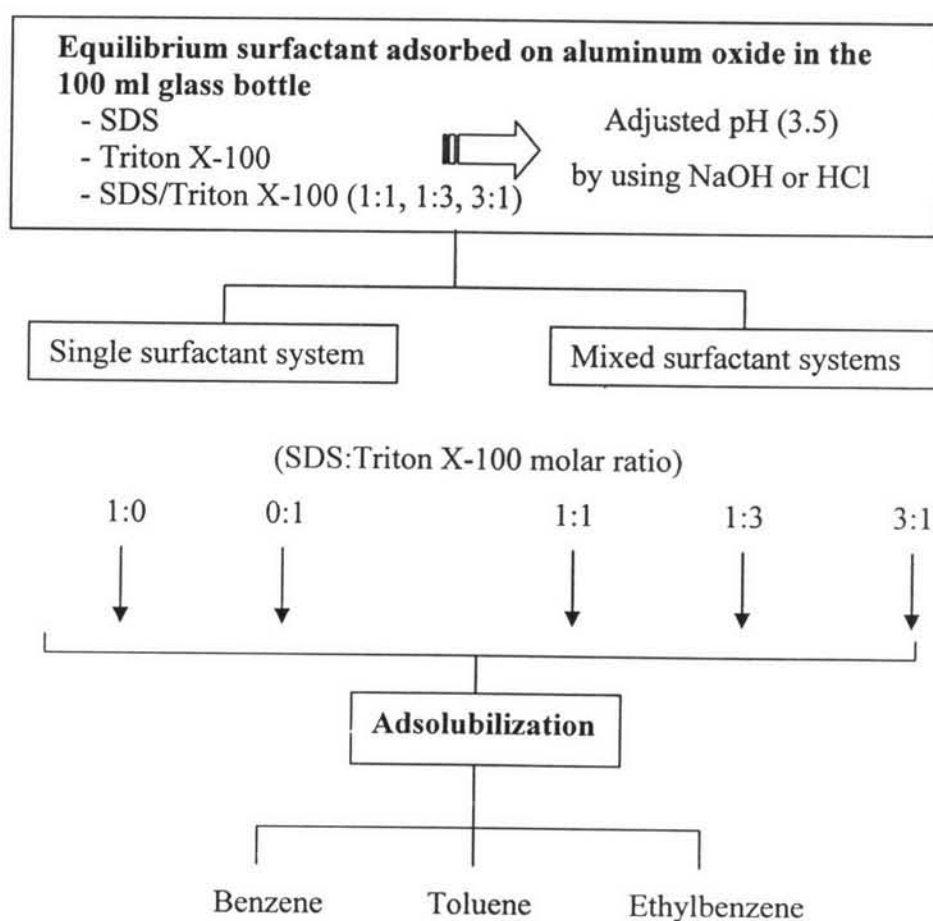 Equilibrium surfactant adsorbed on aluminum oxide in the
100 ml glass bottle
- SDS
- Triton X-100
- SDS/Triton X-100 (1:1, 1:3, 3:1)
Adjusted pH (3.5)
by using NaOH or HCl
Single surfactant system
Mixed surfactant systems
(SDS:Triton X-100 molar ratio)
1:0 0:1 1:1 1:3 3:1
Adsolubilization
Benzene Toluene Ethylbenzene